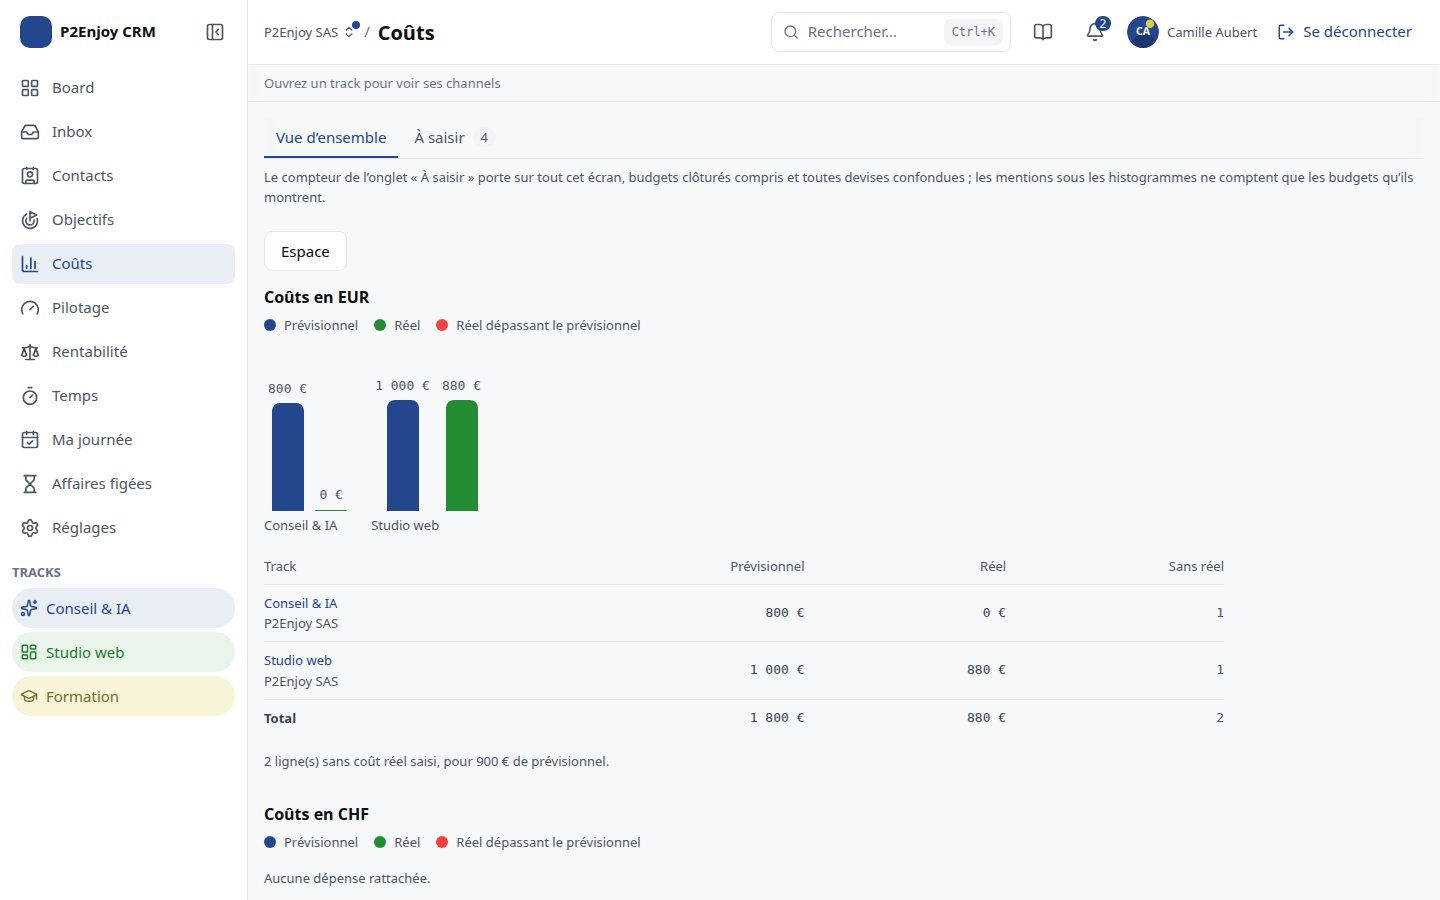 P2Enjoy CRM
Board
Inbox
Contacts
Objectifs
Coûts
Pilotage
Rentabilité
Temps
Ma journée
Affaires figées
Réglages
TRACKS
Conseil & IA
Studio web
Formation
P2Enjoy SAS / Coûts
Rechercher... Ctrl+K
2
CA Camille Aubert
Se déconnecter
Ouvrez un track pour voir ses channels
Vue d'ensemble À saisir 4
Le compteur de l'onglet « À saisir » porte sur tout cet écran, budgets clôturés compris et toutes devises confondues ; les mentions sous les histogrammes ne comptent que les budgets qu'ils
montrent.
Espace
Coûts en EUR
Prévisionnel Réel Réel dépassant le prévisionnel
800 € 0 € 1 000 € 880 €
Conseil & IA Studio web
Track Prévisionnel Réel Sans réel
Conseil & IA
P2Enjoy SAS 800 € 0 € 1
Studio web
P2Enjoy SAS 1 000 € 880 € 1
Total 1 800 € 880 € 2
2 ligne(s) sans coût réel saisi, pour 900 € de prévisionnel.
Coûts en CHF
Prévisionnel Réel Réel dépassant le prévisionnel
Aucune dépense rattachée.